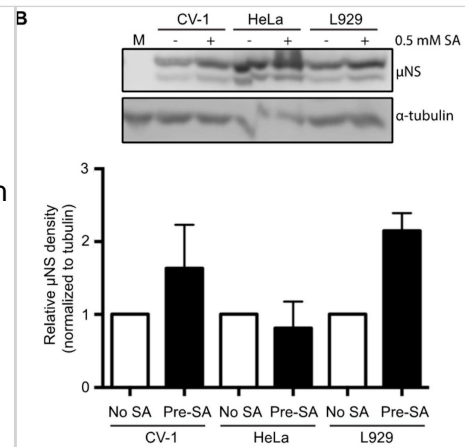 B
CV-1 HeLa L929
M - + - + - + 0.5 mM SA
µNS
α-tubulin
n
3
2
1
0
Relative µNS density
(normalized to tubulin)
No SA Pre-SA No SA Pre-SA No SA Pre-SA
CV-1 HeLa L929